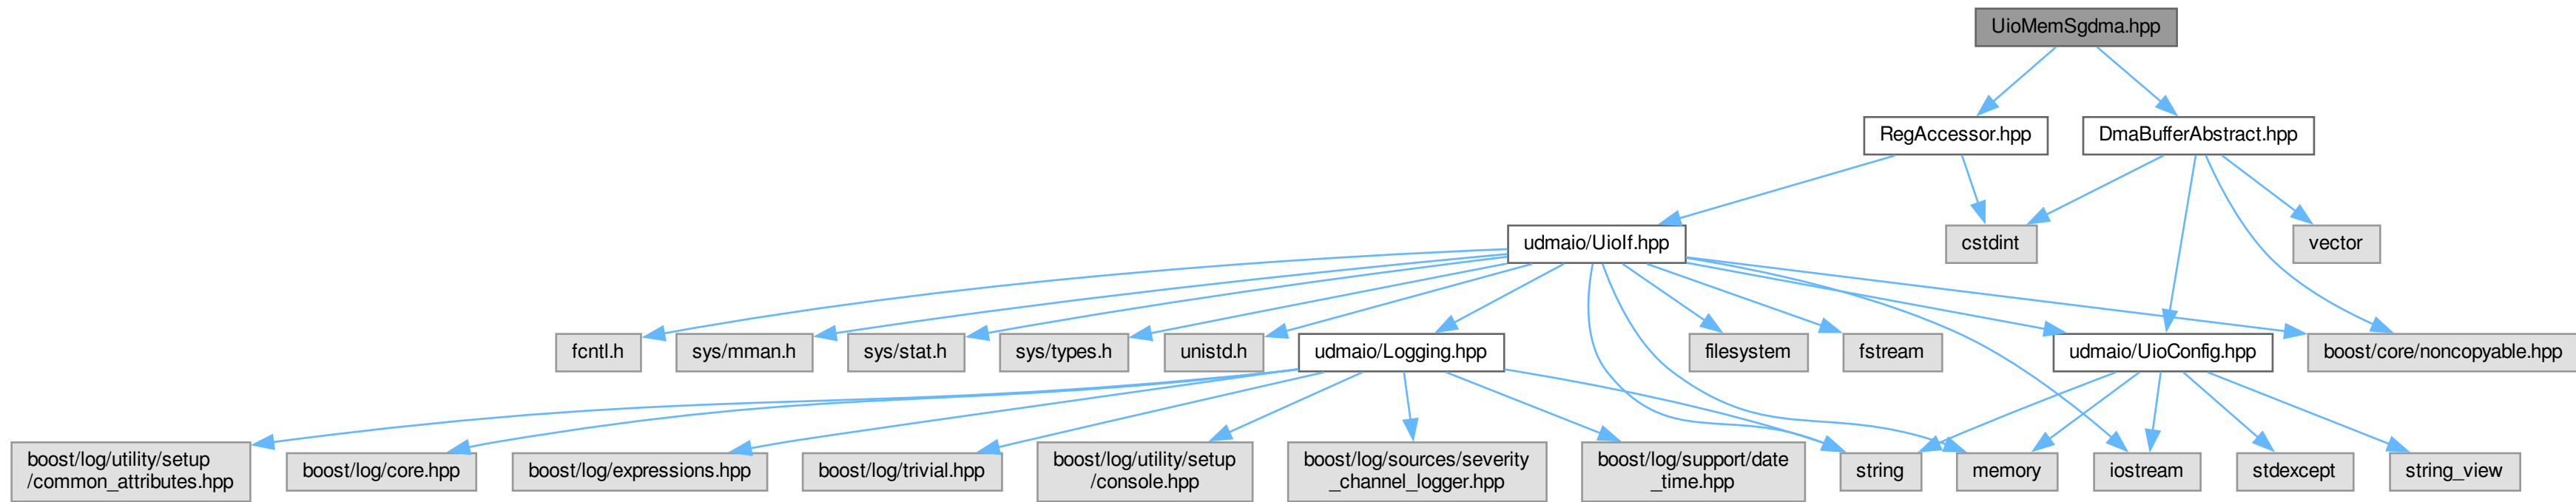 UioMemSgdma.hpp
RegAccessor.hpp
DmaBufferAbstract.hpp
udmaio/UioIf.hpp
cstdint
vector
fcntl.h
sys/mman.h
sys/stat.h
sys/types.h
unistd.h
udmaio/Logging.hpp
filesystem
fstream
udmaio/UioConfig.hpp
boost/core/noncopyable.hpp
boost/log/utility/setup
/common_attributes.hpp
boost/log/core.hpp
boost/log/expressions.hpp
boost/log/trivial.hpp
boost/log/utility/setup
/console.hpp
boost/log/sources/severity
_channel_logger.hpp
boost/log/support/date
_time.hpp
string
memory
iostream
stdexcept
string_view